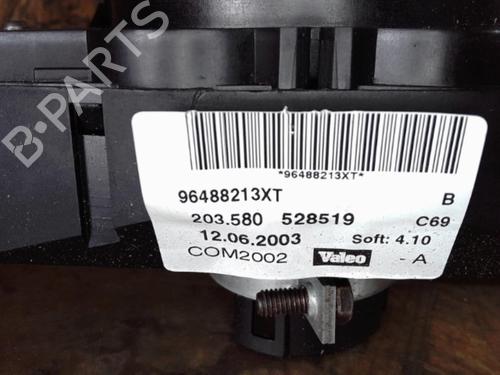 B·PARTS
*96488213XT*
96488213XT B
203.580 528519 C69
12.06.2003 Soft: 4.10
COM2002 Valeo - A